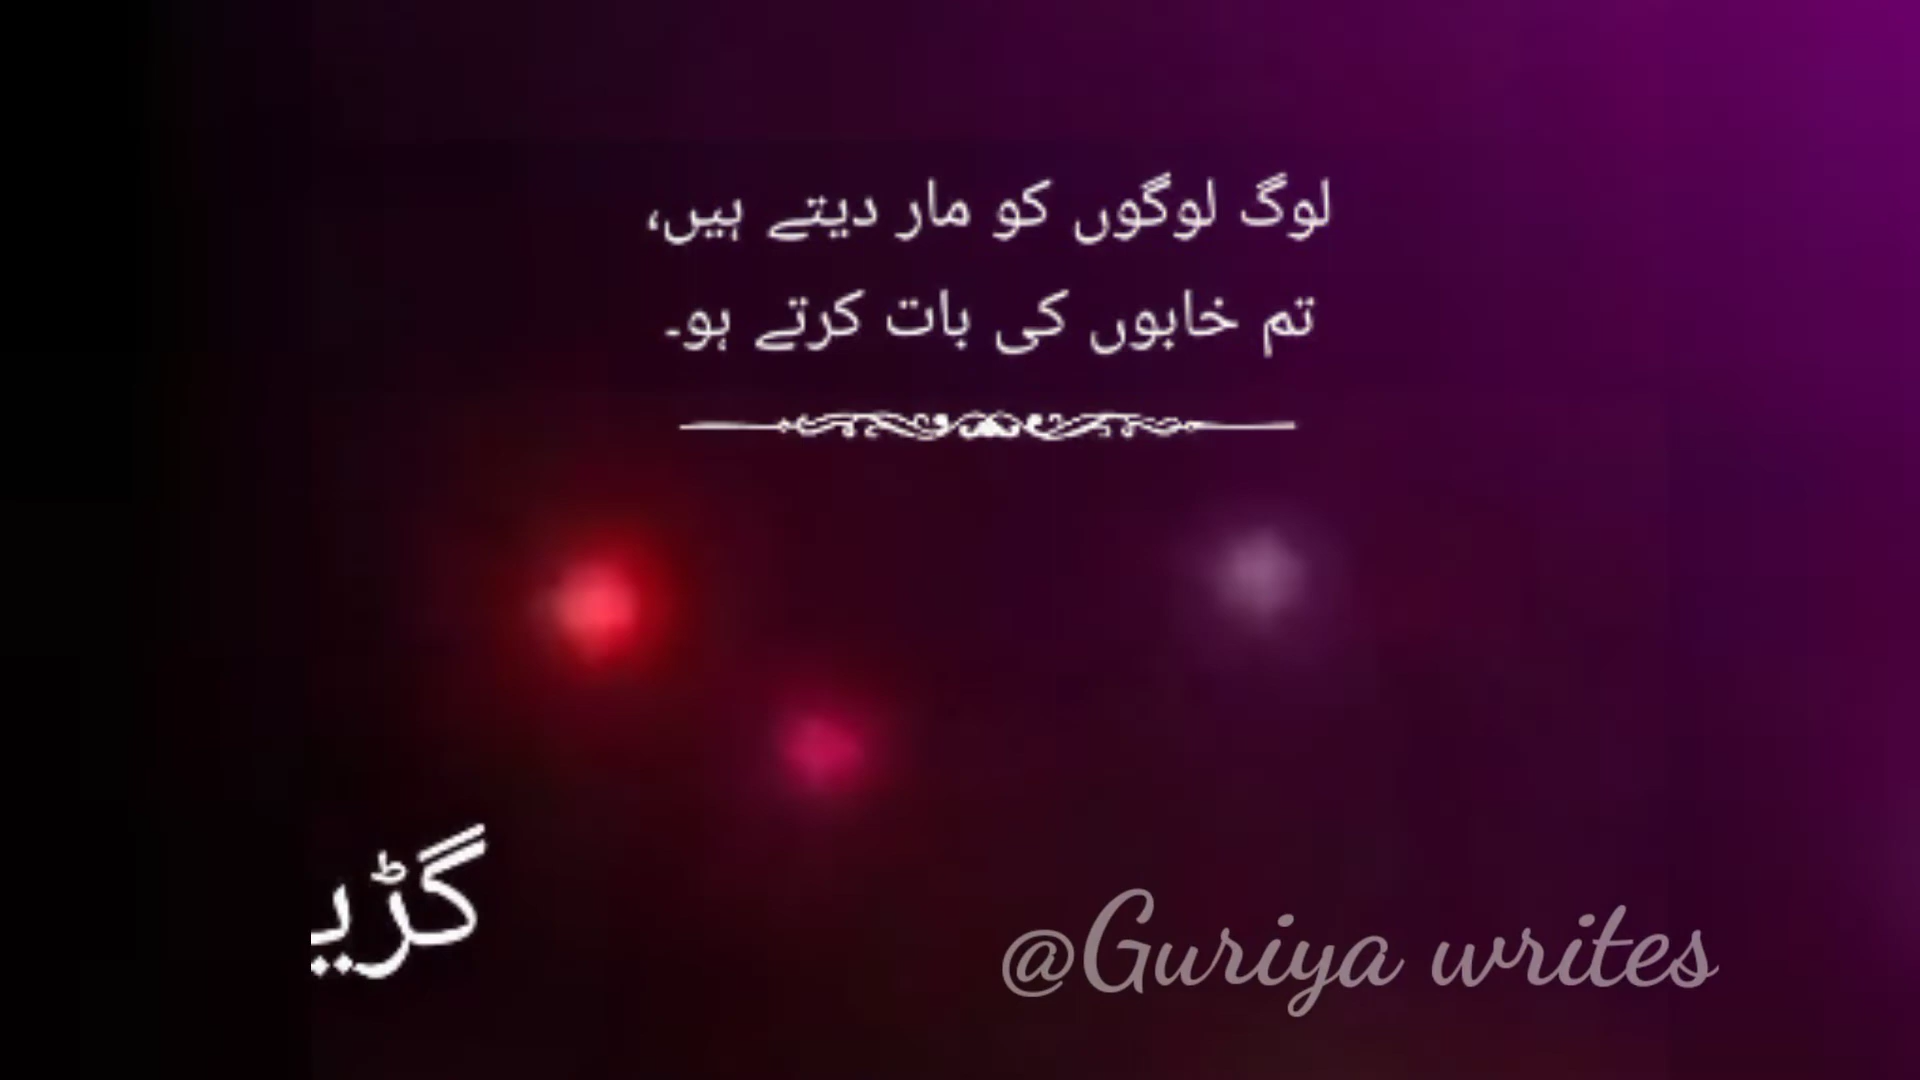 لوگ لوگوں کو مار دیتے ہیں،
تم خابوں کی بات کرتے ہو۔
گڑیـ
@Guriya writes